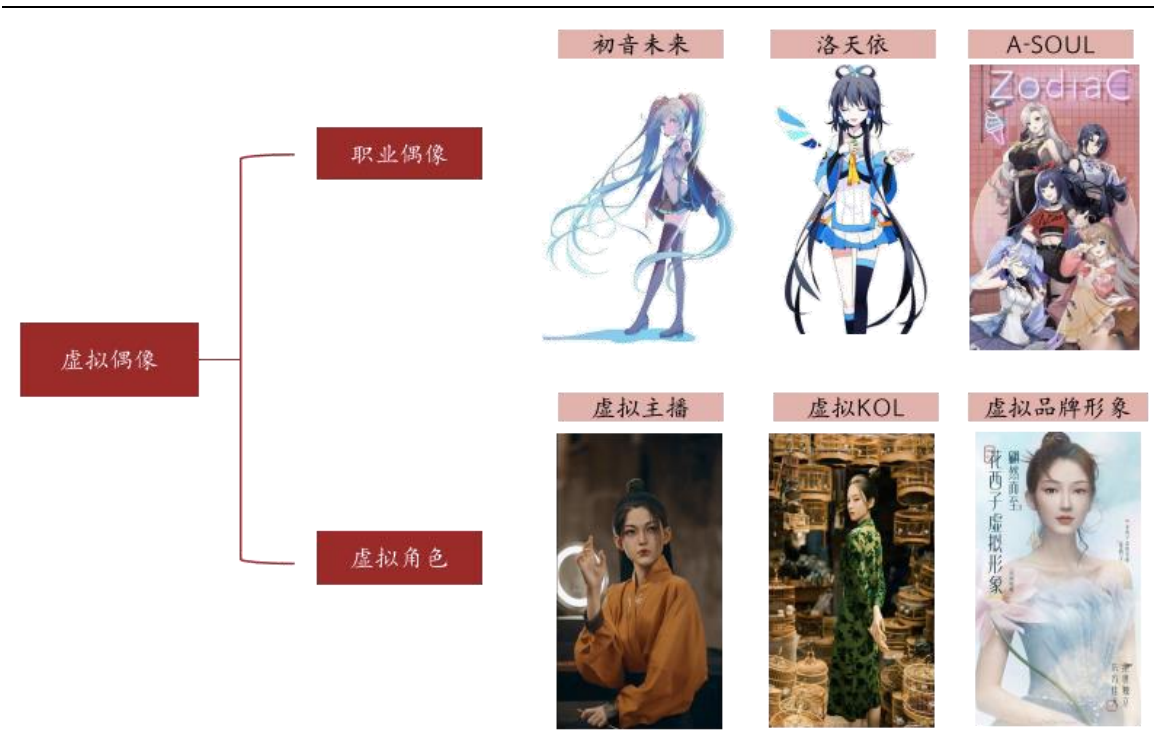 初音未来
洛天依
A-SOUL
ZodiaC
职业偶像
虚拟偶像
虚拟主播
虚拟KOL
虚拟品牌形象
翩然而至
花西子虚拟形象
虚拟角色